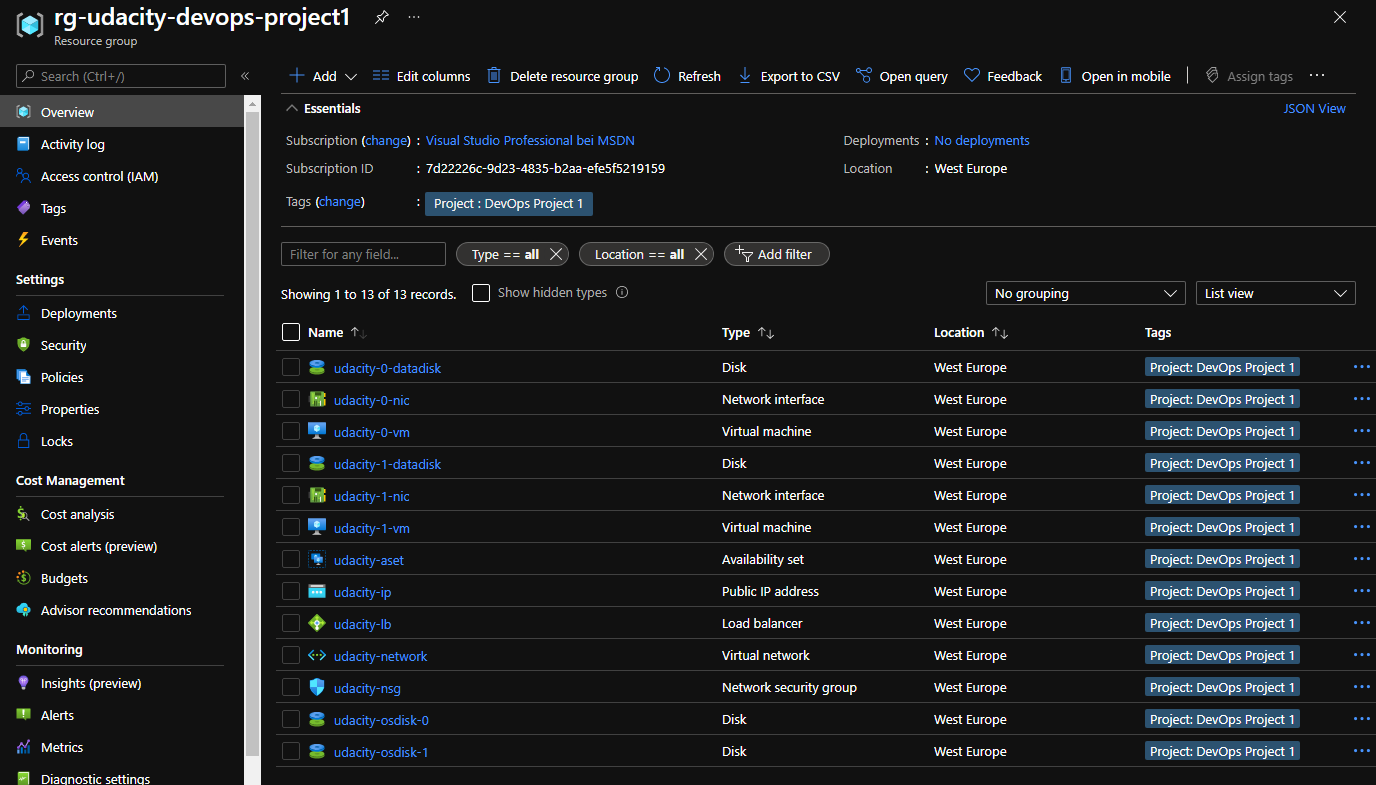 rg-udacity-devops-project1
Resource group
Search (Ctrl+/)
Overview
Activity log
Access control (IAM)
Tags
Events
Settings
Deployments
Security
Policies
Properties
Locks
Cost Management
Cost analysis
Cost alerts (preview)
Budgets
Advisor recommendations
Monitoring
Insights (preview)
Alerts
Metrics
Diagnostic settings
Add Edit columns Delete resource group Refresh Export to CSV Open query Feedback Open in mobile Assign tags
Essentials JSON View
Subscription (change) : Visual Studio Professional bei MSDN Deployments : No deployments
Subscription ID : 7d22226c-9d23-4835-b2aa-efe5f5219159 Location : West Europe
Tags (change) : Project : DevOps Project 1
Filter for any field... Type == all Location == all Add filter
Showing 1 to 13 of 13 records. Show hidden types No grouping List view
Name Type Location Tags
udacity-0-datadisk Disk West Europe Project: DevOps Project 1
udacity-0-nic Network interface West Europe Project: DevOps Project 1
udacity-0-vm Virtual machine West Europe Project: DevOps Project 1
udacity-1-datadisk Disk West Europe Project: DevOps Project 1
udacity-1-nic Network interface West Europe Project: DevOps Project 1
udacity-1-vm Virtual machine West Europe Project: DevOps Project 1
udacity-aset Availability set West Europe Project: DevOps Project 1
udacity-ip Public IP address West Europe Project: DevOps Project 1
udacity-lb Load balancer West Europe Project: DevOps Project 1
udacity-network Virtual network West Europe Project: DevOps Project 1
udacity-nsg Network security group West Europe Project: DevOps Project 1
udacity-osdisk-0 Disk West Europe Project: DevOps Project 1
udacity-osdisk-1 Disk West Europe Project: DevOps Project 1